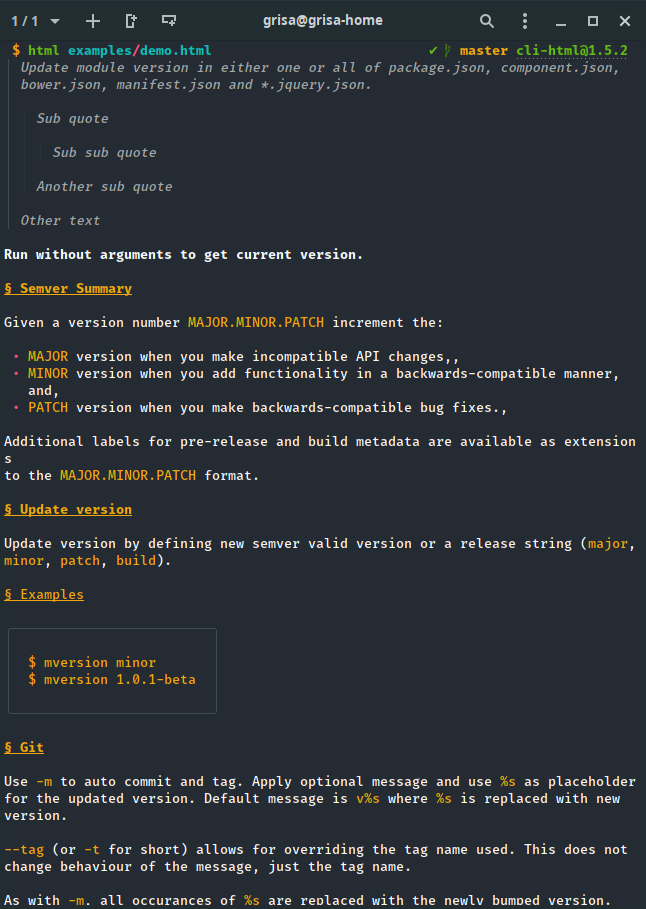 1 / 1
grisa@grisa-home
$ html examples/demo.html ✔ master cli-html@1.5.2
Update module version in either one or all of package.json, component.json,
bower.json, manifest.json and *.jquery.json.
Sub quote
Sub sub quote
Another sub quote
Other text
Run without arguments to get current version.
§ Semver Summary
Given a version number MAJOR.MINOR.PATCH increment the:
• MAJOR version when you make incompatible API changes,,
• MINOR version when you add functionality in a backwards-compatible manner,
and,
• PATCH version when you make backwards-compatible bug fixes.,
Additional labels for pre-release and build metadata are available as extension
s
to the MAJOR.MINOR.PATCH format.
§ Update version
Update version by defining new semver valid version or a release string (major,
minor, patch, build).
§ Examples
$ mversion minor
$ mversion 1.0.1-beta
§ Git
Use -m to auto commit and tag. Apply optional message and use %s as placeholder
for the updated version. Default message is v%s where %s is replaced with new
version.
--tag (or -t for short) allows for overriding the tag name used. This does not
change behaviour of the message, just the tag name.
As with -m. all occurances of %s are replaced with the newly bumped version.